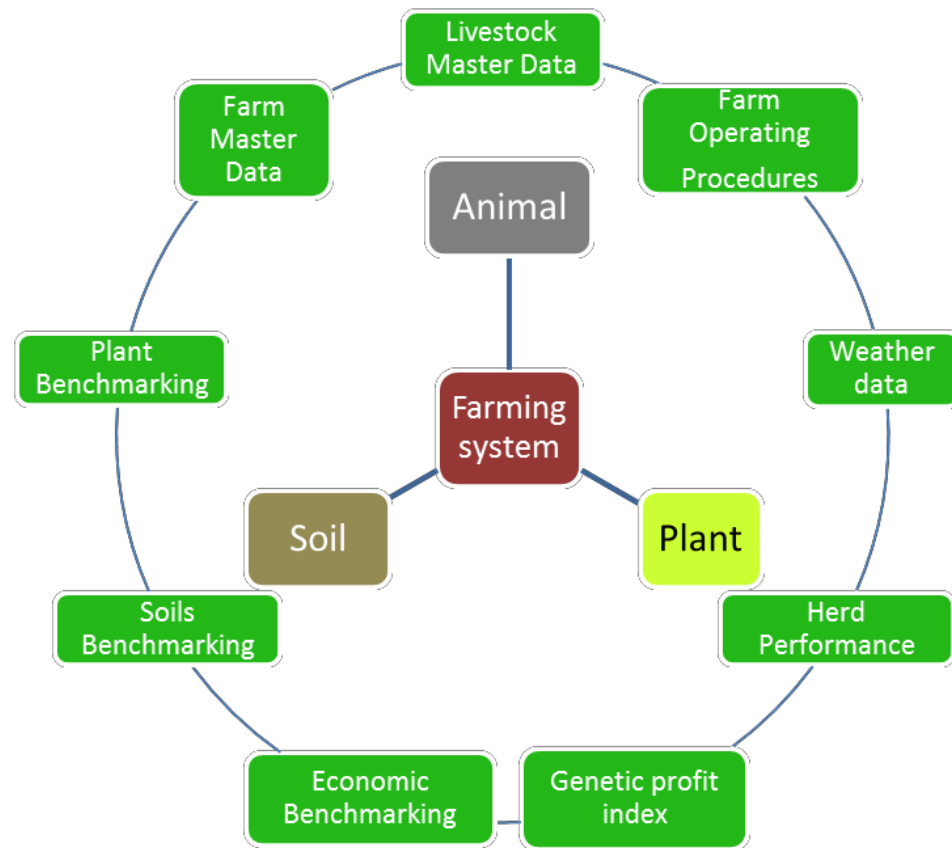 Livestock
Master Data
Farm
Operating
Procedures
Farm
Master
Data
Animal
Plant
Benchmarking
Weather
data
Farming
system
Soil
Plant
Soils
Benchmarking
Herd
Performance
Economic
Benchmarking
Genetic profit
index